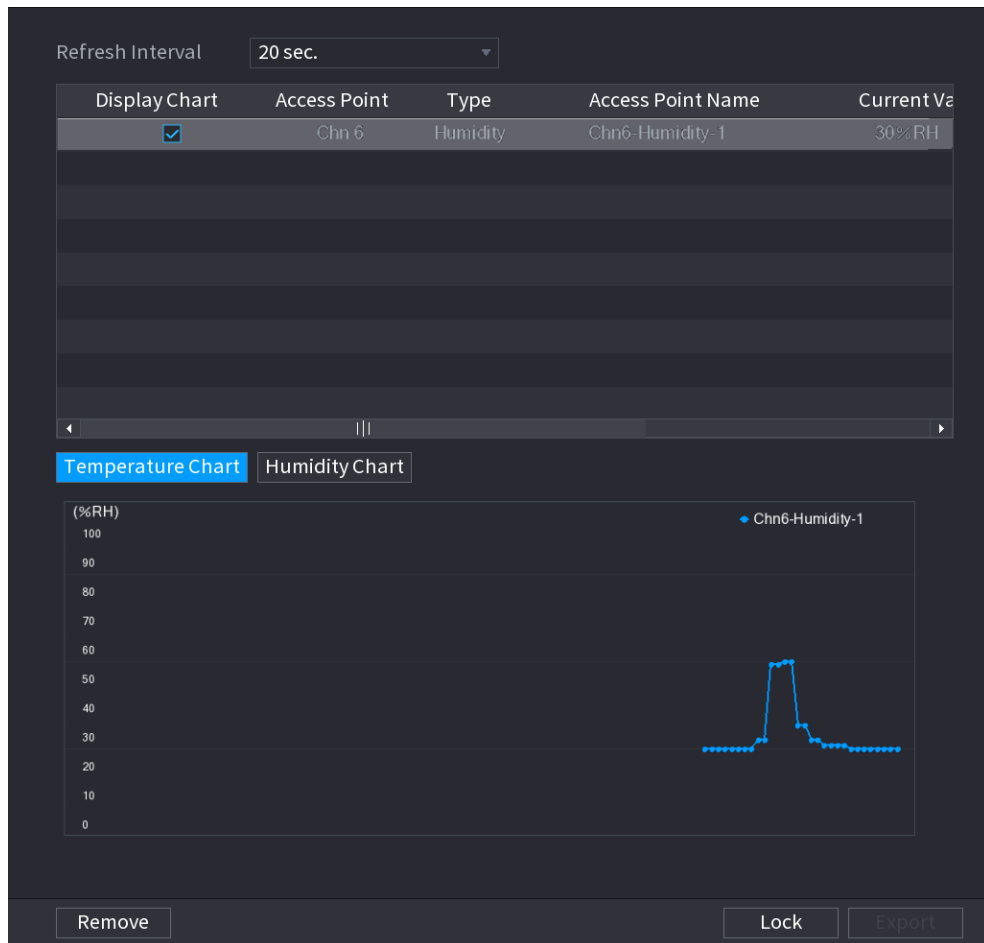 Refresh Interval 20 sec.
Display Chart Access Point Type Access Point Name Current Va
Chn 6 Humidity Chn6-Humidity-1 30%RH
Temperature Chart Humidity Chart
(%RH)
Chn6-Humidity-1
100
90
80
70
60
50
40
30
20
10
0
Remove Lock Export